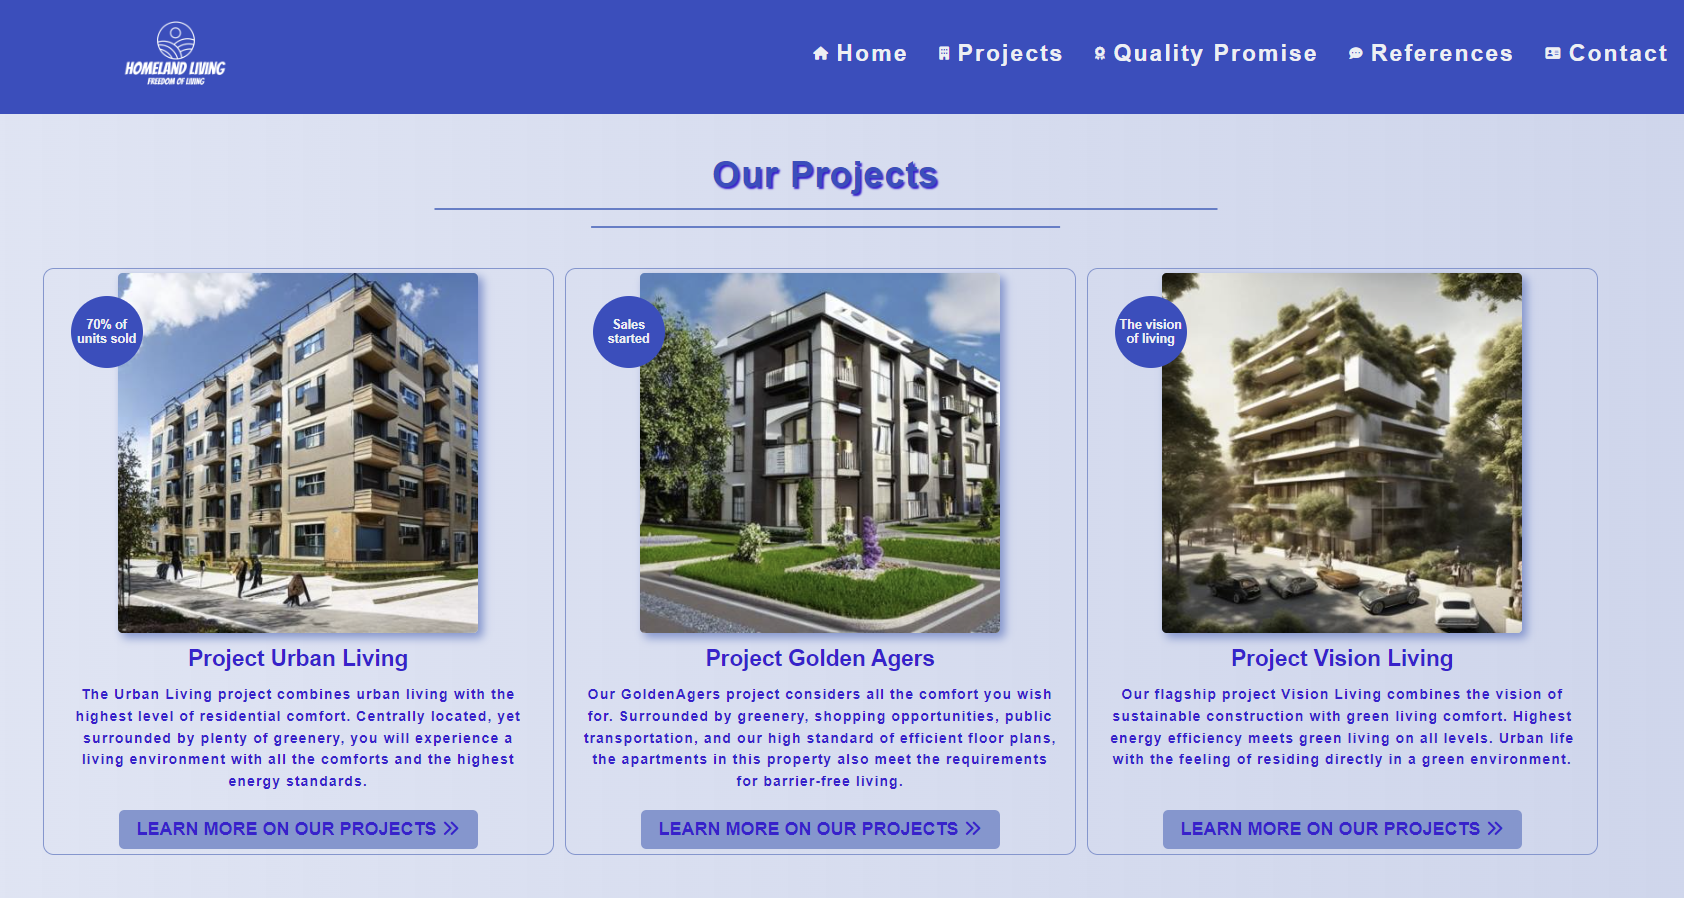 HOMELAND LIVING
FREEDOM OF LIVING
Home Projects Quality Promise References Contact
Our Projects
70% of
units sold
Project Urban Living
The Urban Living project combines urban living with the
highest level of residential comfort. Centrally located, yet
surrounded by plenty of greenery, you will experience a
living environment with all the comforts and the highest
energy standards.
LEARN MORE ON OUR PROJECTS
Sales
started
Project Golden Agers
Our GoldenAgers project considers all the comfort you wish
for. Surrounded by greenery, shopping opportunities, public
transportation, and our high standard of efficient floor plans,
the apartments in this property also meet the requirements
for barrier-free living.
LEARN MORE ON OUR PROJECTS
The vision
of living
Project Vision Living
Our flagship project Vision Living combines the vision of
sustainable construction with green living comfort. Highest
energy efficiency meets green living on all levels. Urban life
with the feeling of residing directly in a green environment.
LEARN MORE ON OUR PROJECTS